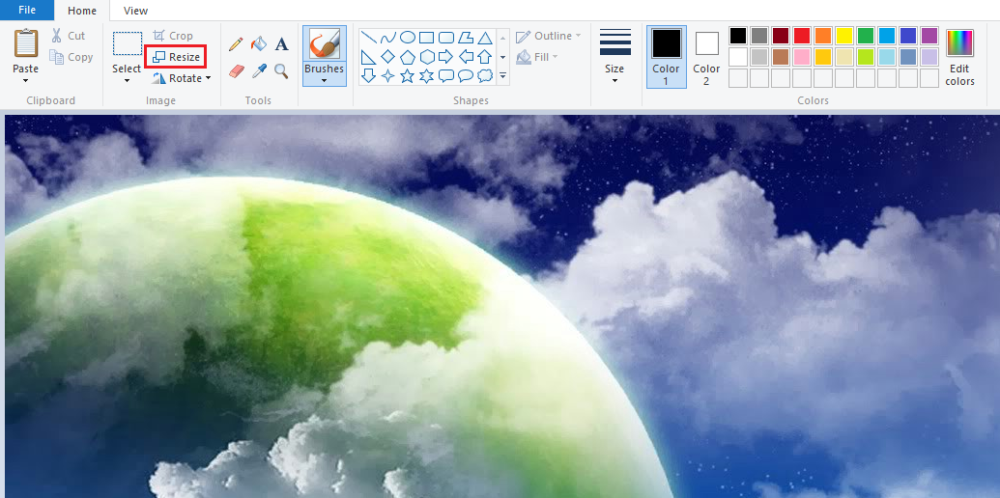 File
Home
View
Paste
Cut
Copy
Clipboard
Select
Crop
Resize
Rotate
Image
A
Tools
Brushes
Shapes
Outline
Fill
Size
Color
1
Color
2
Edit
colors
Colors